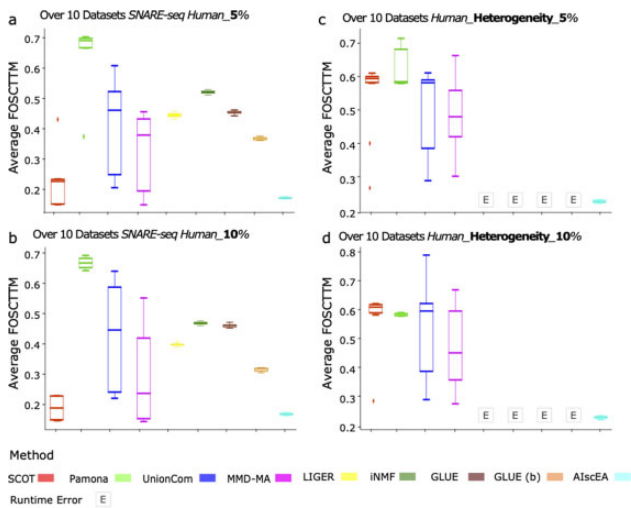 a Over 10 Datasets SNARE-seq Human_5%
Average FOSCTTM
0.7
0.6
0.5
0.4
0.3
0.2
b Over 10 Datasets SNARE-seq Human_10%
Average FOSCTTM
0.7
0.6
0.5
0.4
0.3
0.2
c Over 10 Datasets Human_Heterogeneity_5%
Average FOSCTTM
0.7
0.6
0.5
0.4
0.3
0.2
E E E E
d Over 10 Datasets Human_Heterogeneity_10%
Average FOSCTTM
0.8
0.7
0.6
0.5
0.4
0.3
0.2
E E E E
Method
SCOT Pamona UnionCom MMD-MA LIGER iNMF GLUE GLUE (b) AIscEA
Runtime Error E